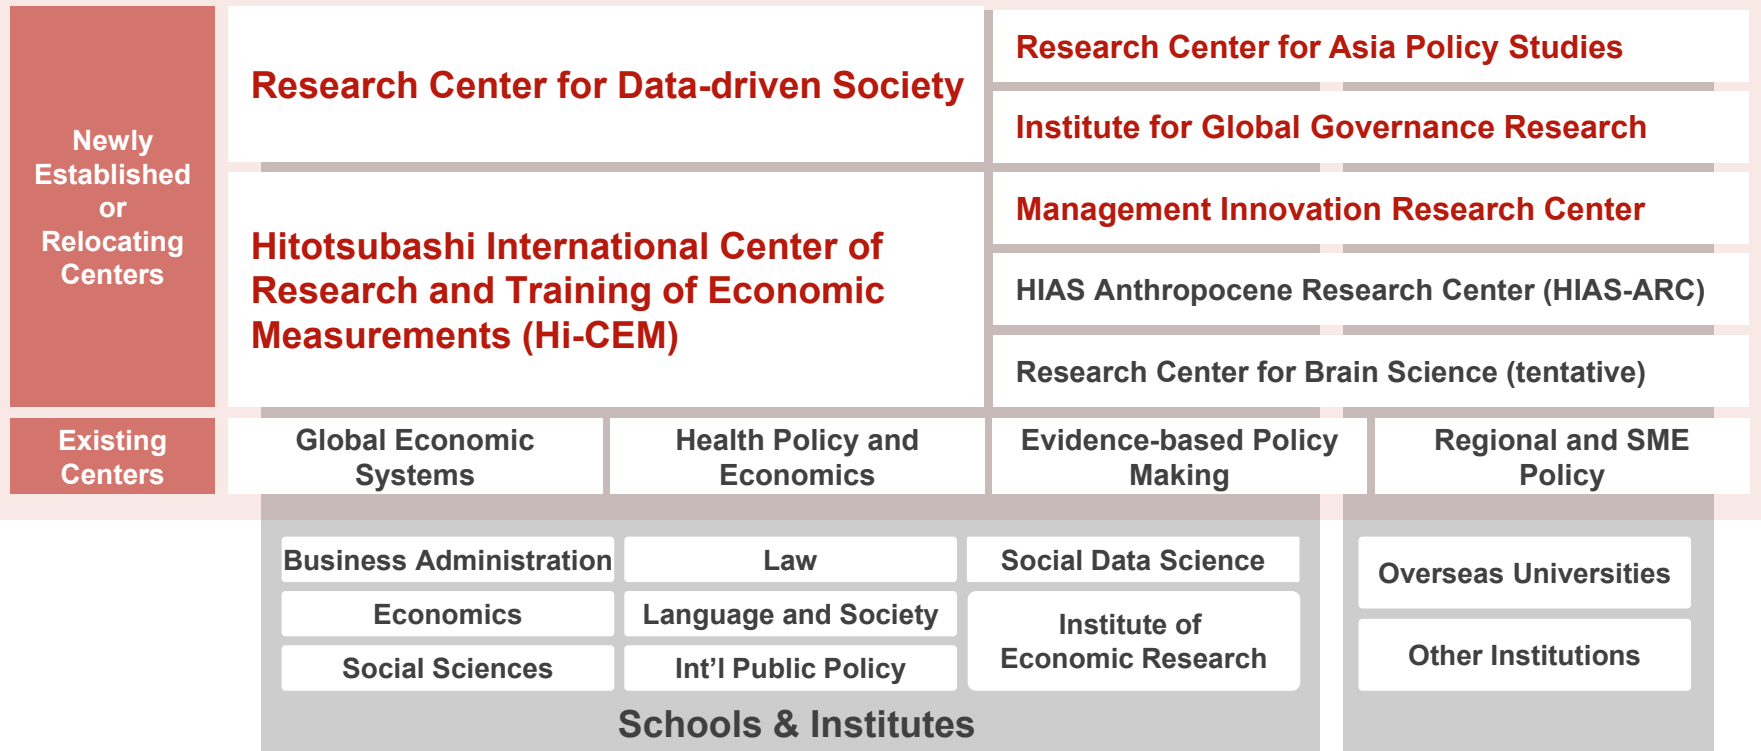 Newly
Established
or
Relocating
Centers
Research Center for Data-driven Society
Hitotsubashi International Center of
Research and Training of Economic
Measurements (Hi-CEM)
Research Center for Asia Policy Studies
Institute for Global Governance Research
Management Innovation Research Center
HIAS Anthropocene Research Center (HIAS-ARC)
Research Center for Brain Science (tentative)
Existing
Centers
Global Economic
Systems
Health Policy and
Economics
Evidence-based Policy
Making
Regional and SME
Policy
Business Administration
Law
Social Data Science
Economics
Language and Society
Institute of
Economic Research
Social Sciences
Int’l Public Policy
Schools & Institutes
Overseas Universities
Other Institutions